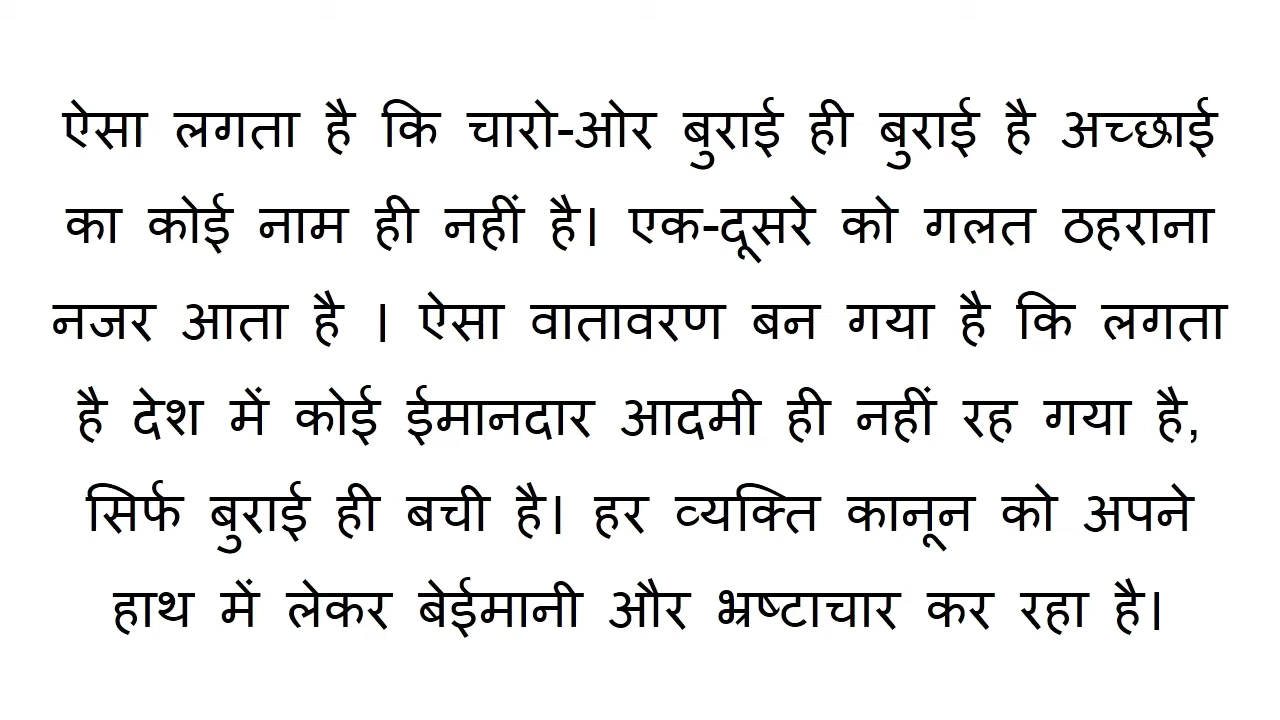 ऐसा लगता है कि चारो-ओर बुराई ही बुराई है अच्छाई
का कोई नाम ही नहीं है। एक-दूसरे को गलत ठहराना
नजर आता है । ऐसा वातावरण बन गया है कि लगता
है देश में कोई ईमानदार आदमी ही नहीं रह गया है,
सिर्फ बुराई ही बची है। हर व्यक्ति कानून को अपने
हाथ में लेकर बेईमानी और भ्रष्टाचार कर रहा है।